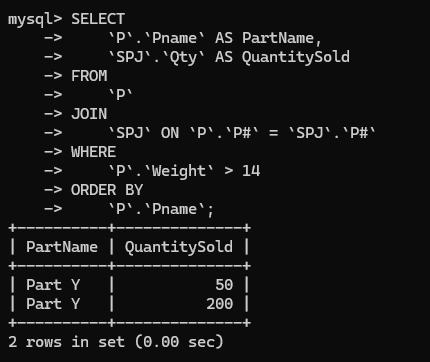 mysql> SELECT
    ->     `P`.`Pname` AS PartName,
    ->     `SPJ`.`Qty` AS QuantitySold
    -> FROM
    ->     `P`
    -> JOIN
    ->     `SPJ` ON `P`.`P#` = `SPJ`.`P#`
    -> WHERE
    ->     `P`.`Weight` > 14
    -> ORDER BY
    ->     `P`.`Pname`;
+----------+--------------+
| PartName | QuantitySold |
+----------+--------------+
| Part Y   |           50 |
| Part Y   |          200 |
+----------+--------------+
2 rows in set (0.00 sec)